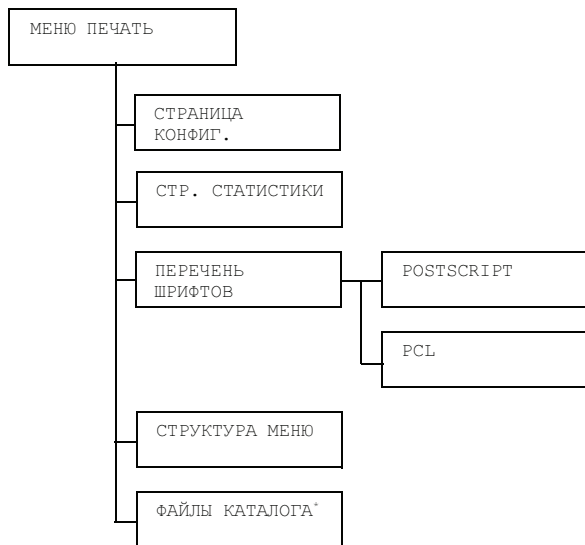 МЕНЮ ПЕЧАТЬ
СТРАНИЦА
КОНФИГ.
СТР. СТАТИСТИКИ
ПЕРЕЧЕНЬ
ШРИФТОВ
POSTSCRIPT
PCL
СТРУКТУРА МЕНЮ
ФАЙЛЫ КАТАЛОГА*